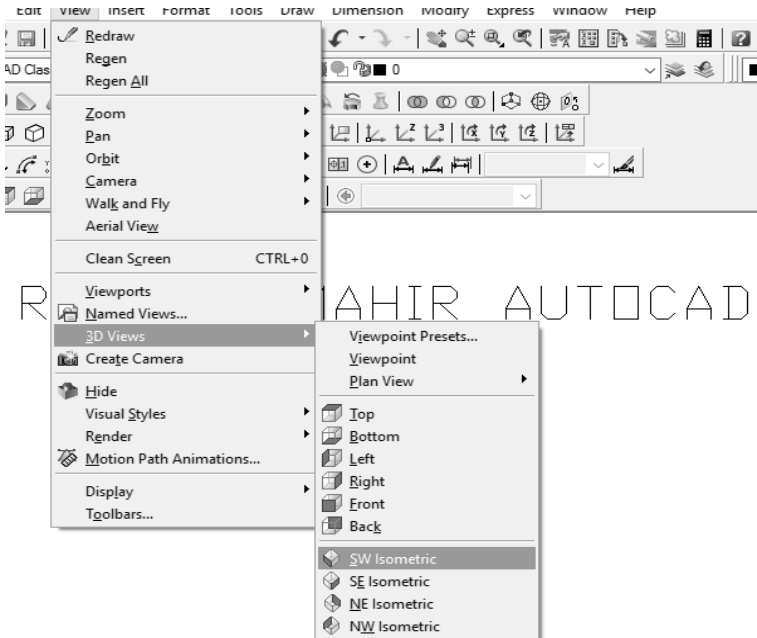 Edit View Insert Format Tools Draw Dimension Modify Express Window Help
Redraw
AD Clas
Regen
0
Regen All
Zoom
Pan
Orbit
Camera
Walk and Fly
Aerial View
Clean Screen CTRL+0
Viewports
R AHIR AUTOCAD
Named Views...
3D Views
Viewpoint Presets...
Create Camera
Viewpoint
Plan View
Hide
Visual Styles
Top
Render
Bottom
Motion Path Animations...
Left
Right
Display
Front
Toolbars...
Back
SW Isometric
SE Isometric
NE Isometric
NW Isometric